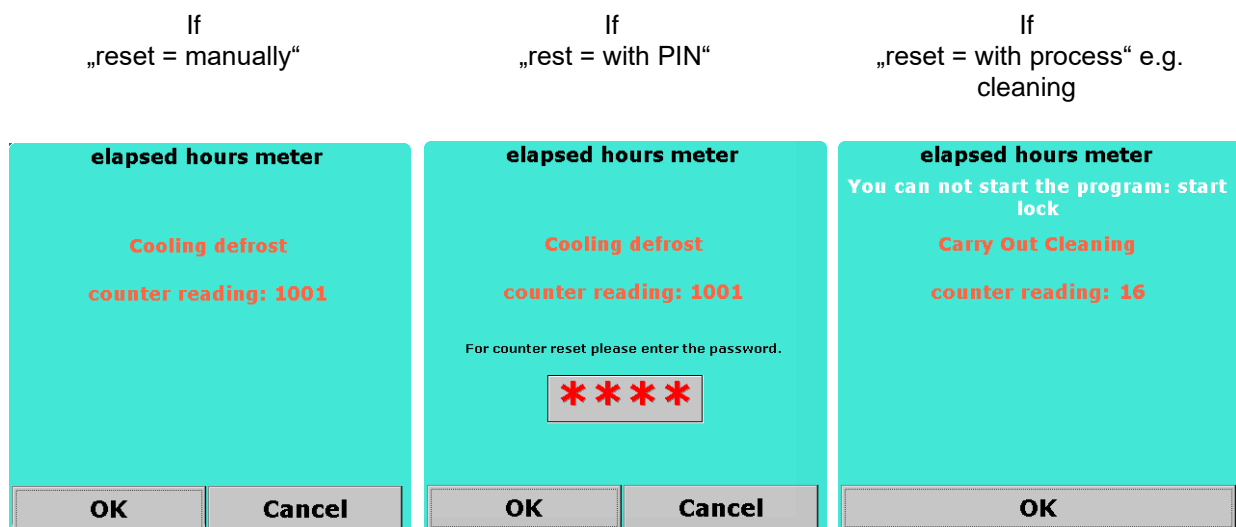 If
„reset = manually“
If
„rest = with PIN“
If
„reset = with process“ e.g.
cleaning
elapsed hours meter
Cooling defrost
counter reading: 1001
OK
Cancel
elapsed hours meter
Cooling defrost
counter reading: 1001
For counter reset please enter the password.
****
OK
Cancel
elapsed hours meter
You can not start the program: start
lock
Carry Out Cleaning
counter reading: 16
OK